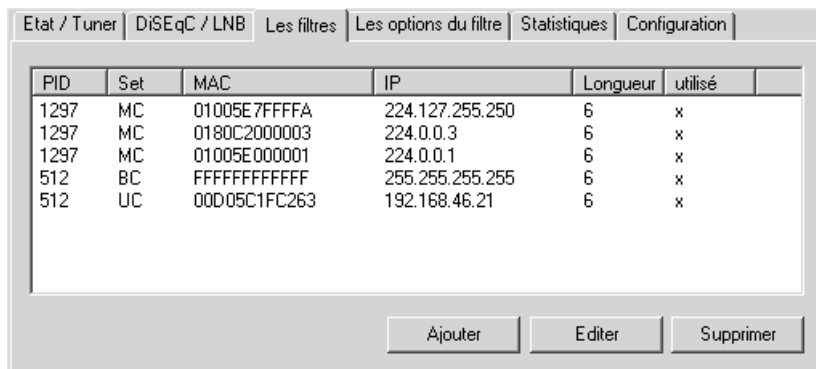 Etat / Tuner DiSEqC / LNB Les filtres Les options du filtre Statistiques Configuration
PID Set MAC IP Longueur utilisé
1297 MC 01005E7FFFFA 224.127.255.250 6 x
1297 MC 0180C2000003 224.0.0.3 6 x
1297 MC 01005E000001 224.0.0.1 6 x
512 BC FFFFFFFFFFFF 255.255.255.255 6 x
512 UC 00D05C1FC263 192.168.46.21 6 x
Ajouter Editer Supprimer